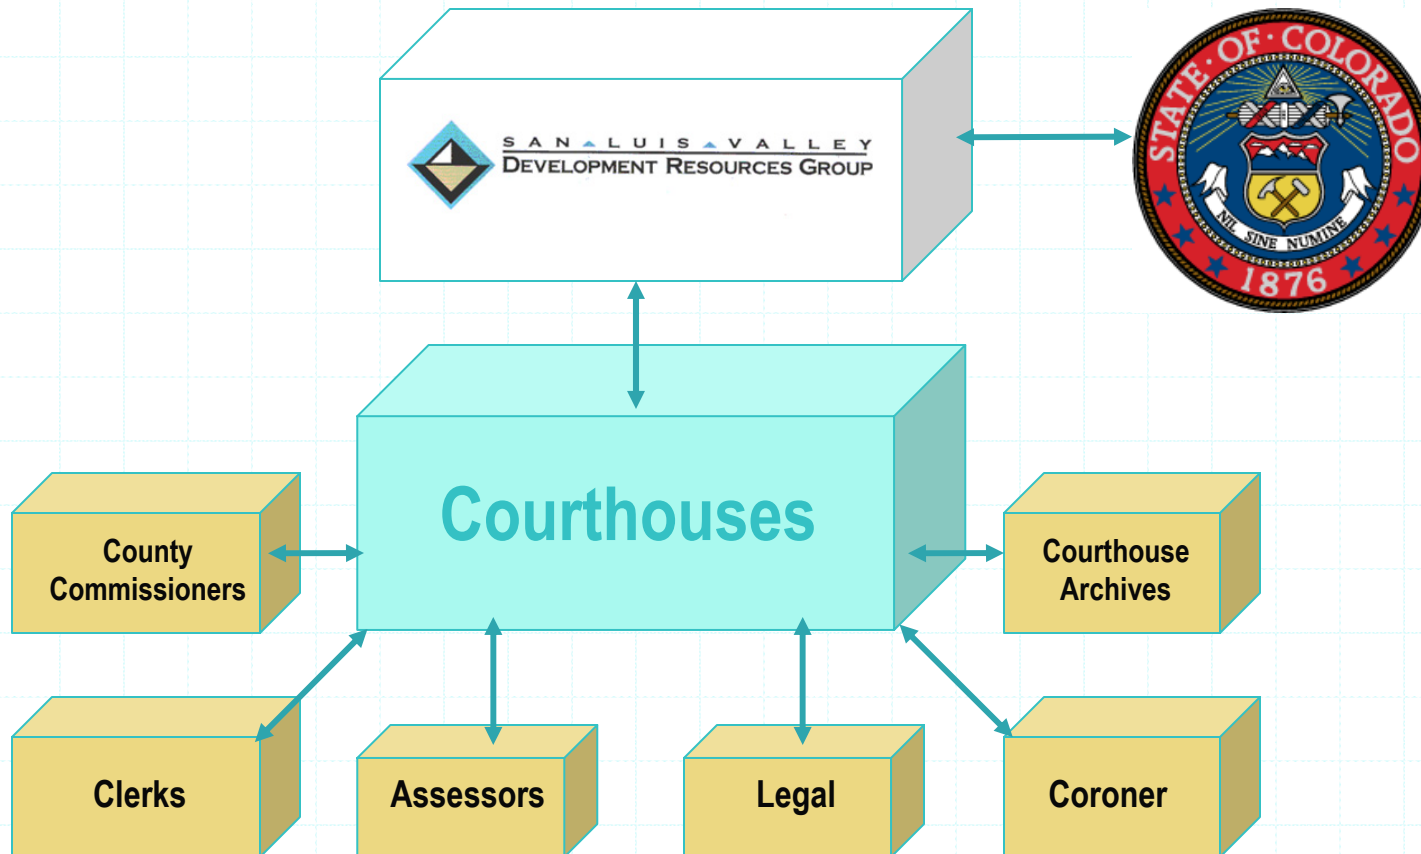 SAN LUIS VALLEY
DEVELOPMENT RESOURCES GROUP
STATE · OF · COLORADO
NIL SINE NUMINE
1876
Courthouses
County
Commissioners
Courthouse
Archives
Clerks
Assessors
Legal
Coroner